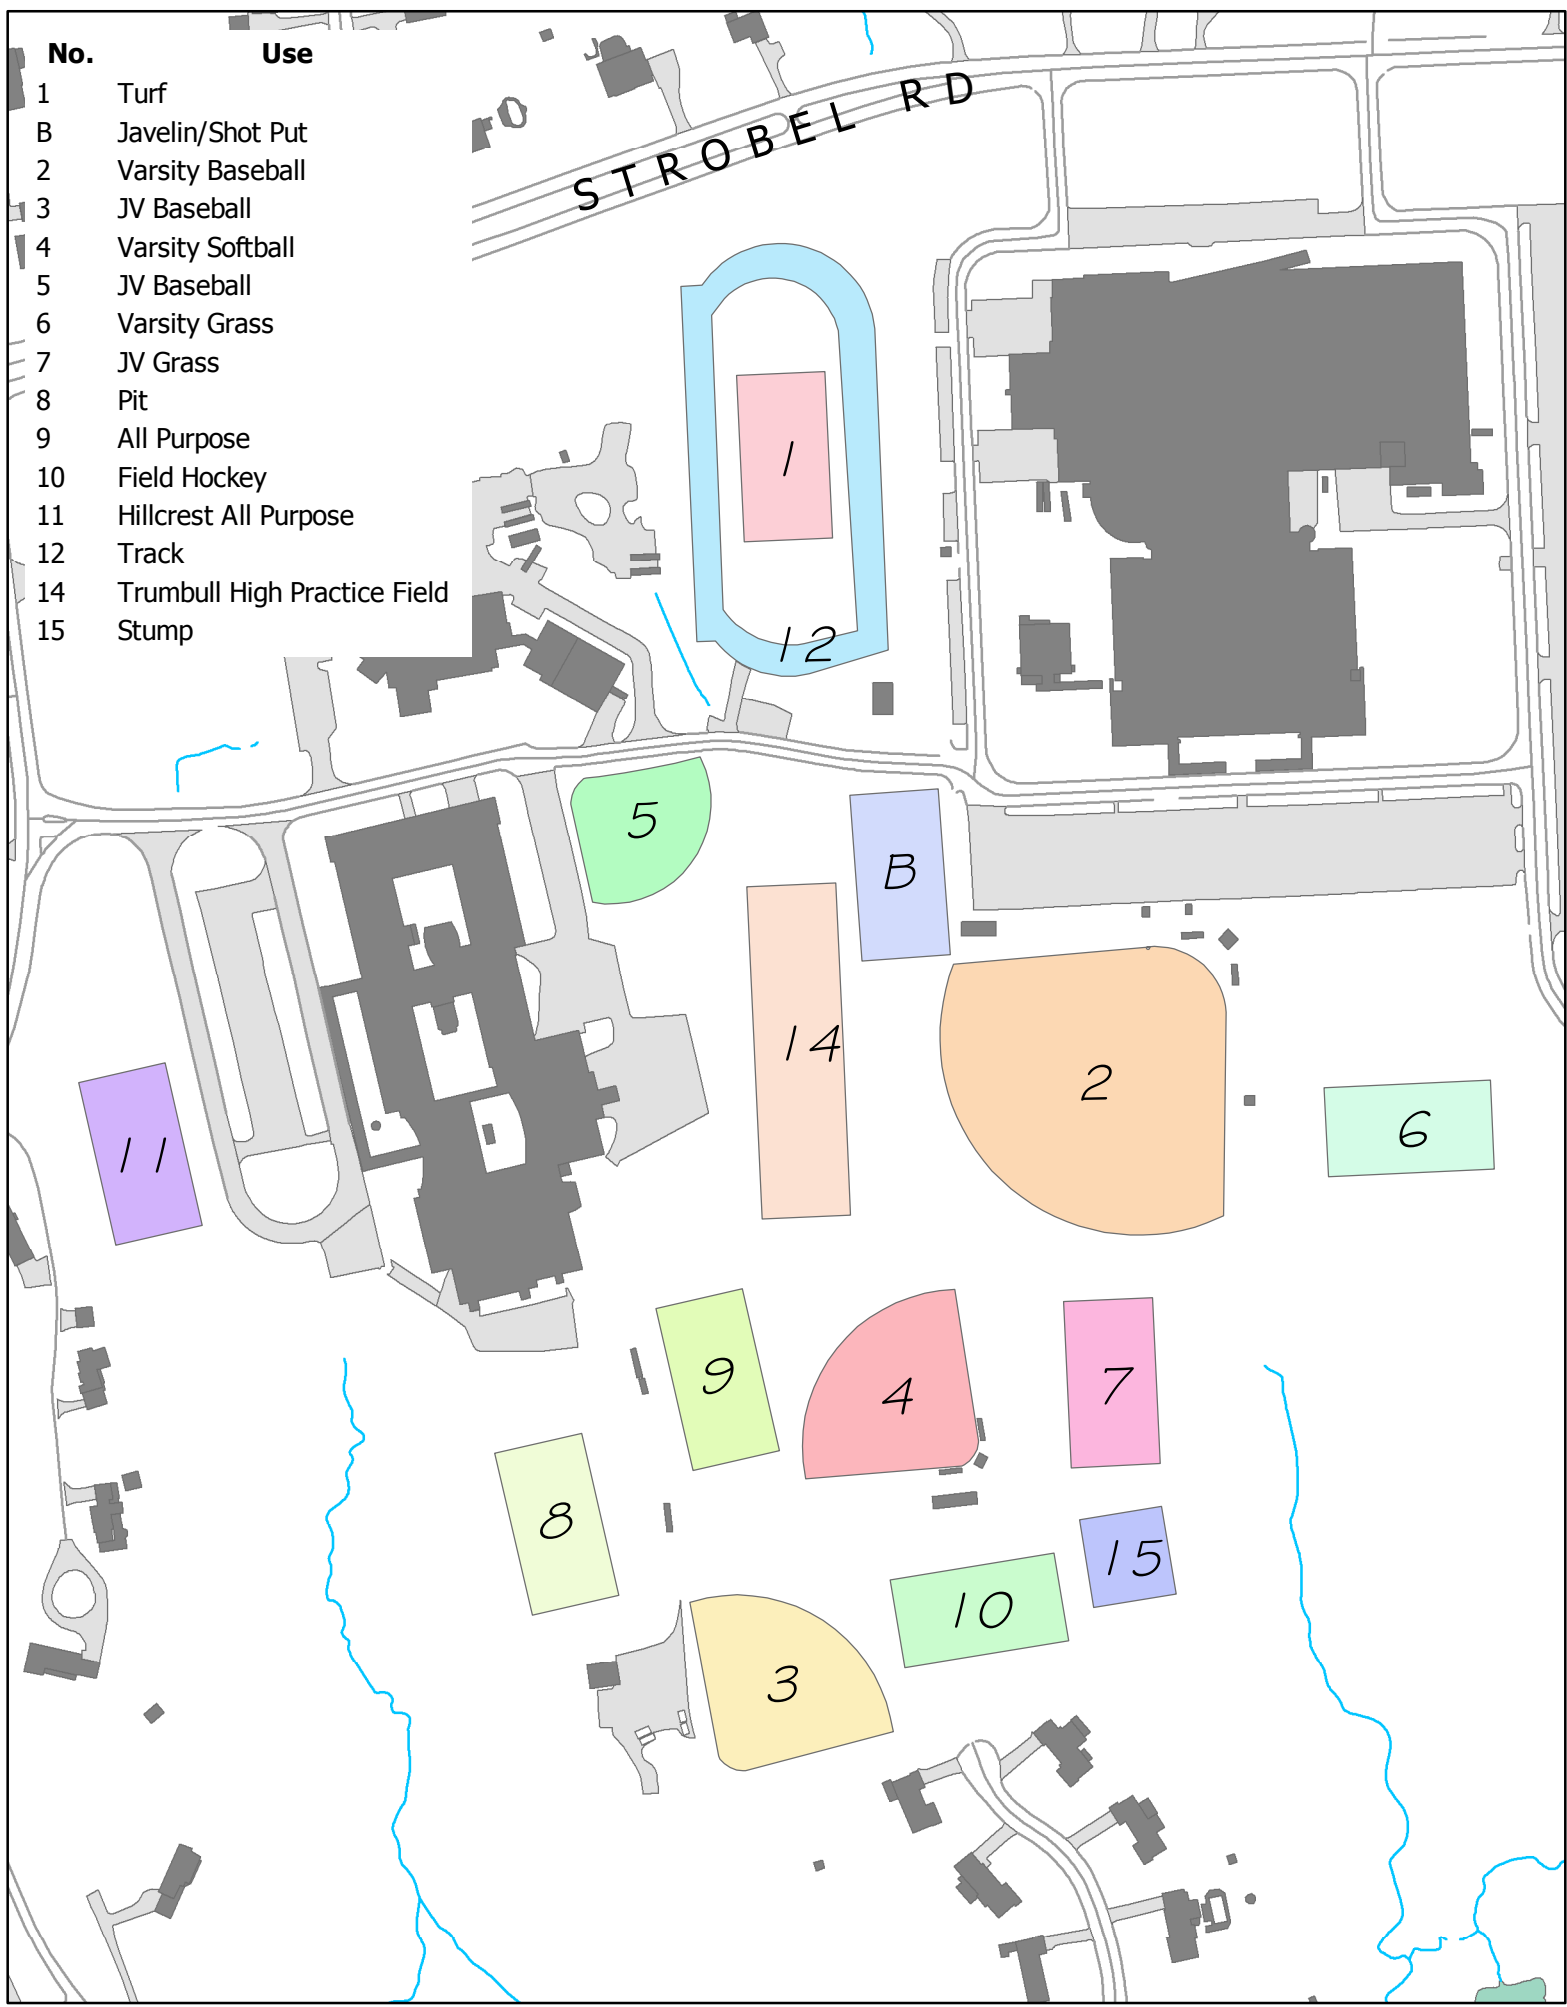 No. Use
1 Turf
B Javelin/Shot Put
2 Varsity Baseball
3 JV Baseball
4 Varsity Softball
5 JV Baseball
6 Varsity Grass
7 JV Grass
8 Pit
9 All Purpose
10 Field Hockey
11 Hillcrest All Purpose
12 Track
14 Trumbull High Practice Field
15 Stump
STROBEL RD
1
12
5
B
14
2
6
11
9
4
7
8
15
10
3